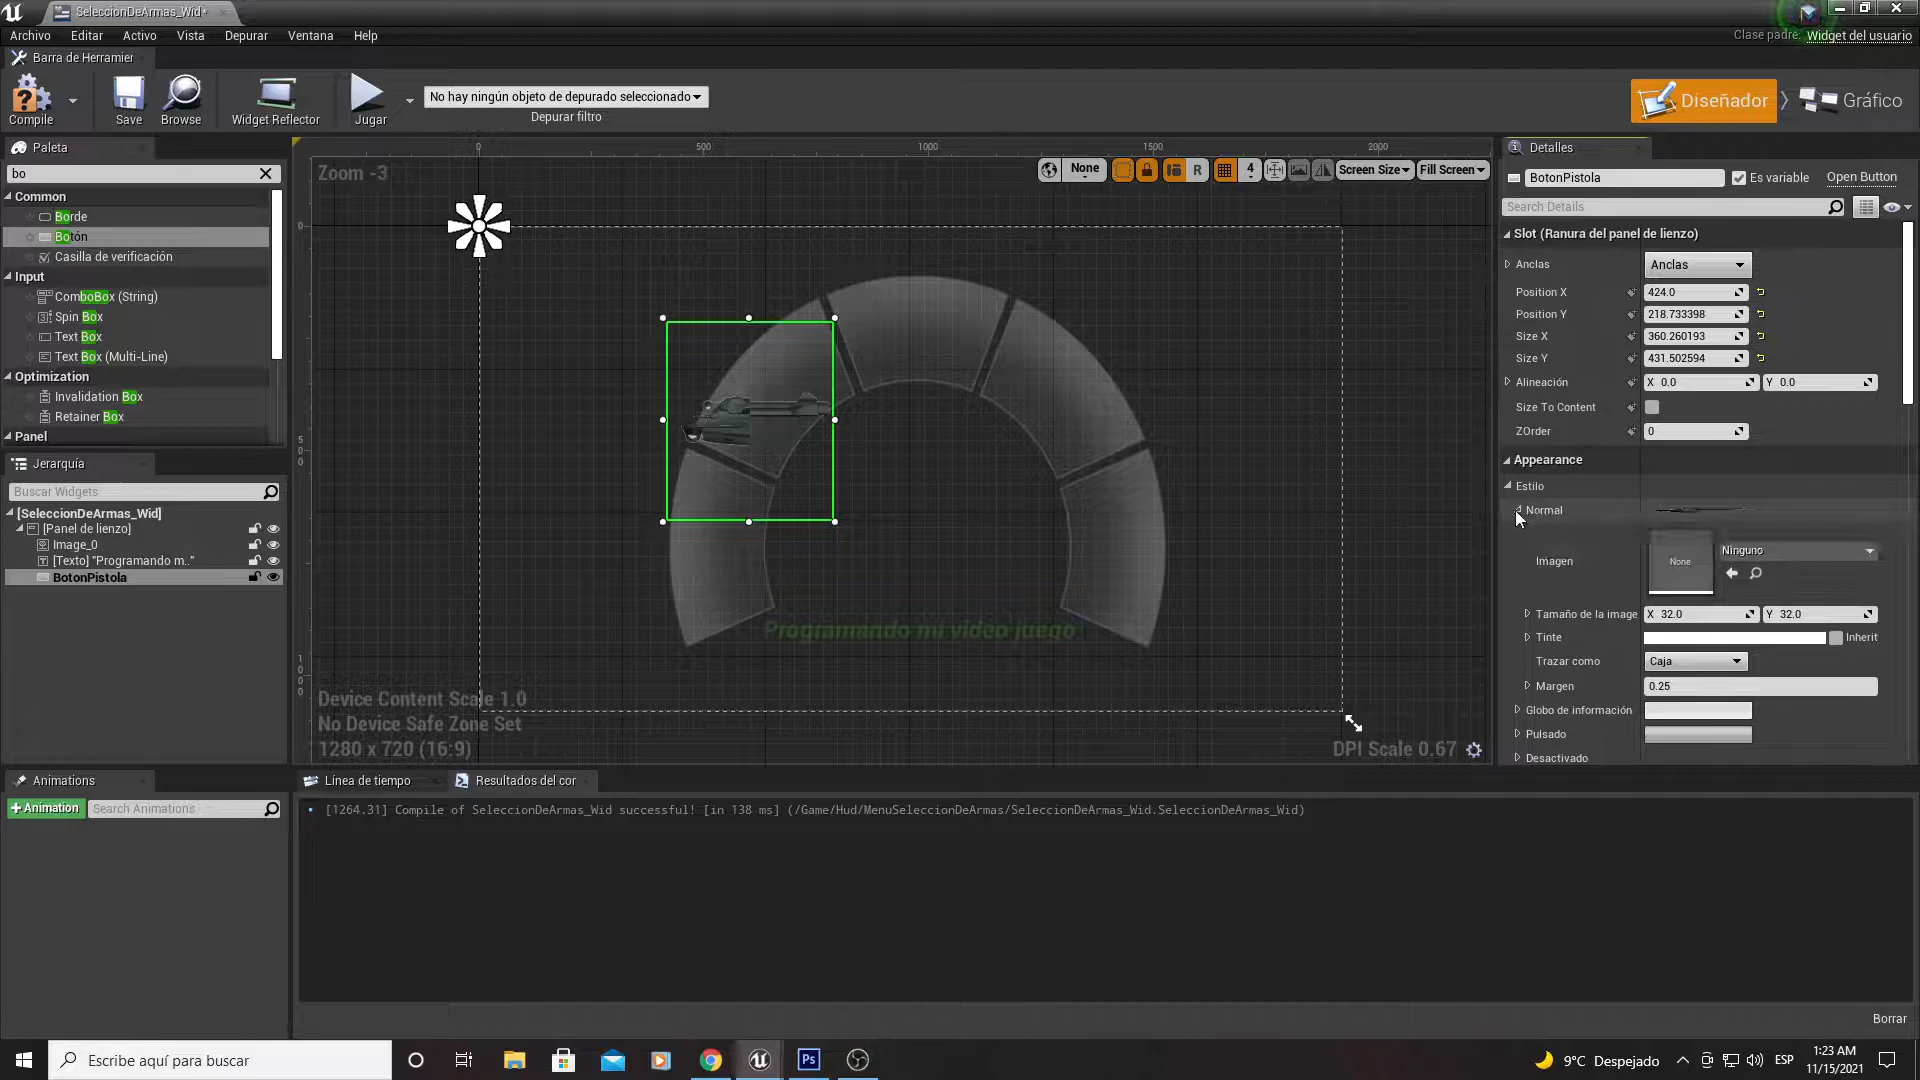 SeleccionDeArmas_Wid*
Archivo Editar Activo Vista Depurar Ventana Help
Clase padre: Widget del usuario
Barra de Herramier
Compile Save Browse Widget Reflector Jugar
No hay ningún objeto de depurado seleccionado
Depurar filtro
Diseñador Gráfico
Paleta
bo
Common
Borde
Botón
Casilla de verificación
Input
ComboBox (String)
Spin Box
Text Box
Text Box (Multi-Line)
Optimization
Invalidation Box
Retainer Box
Panel
Jerarquía
Buscar Widgets
[SeleccionDeArmas_Wid]
[Panel de lienzo]
Image_0
[Texto] "Programando m.."
BotonPistola
0 500 1000 1500 2000
Zoom -3
None R 4 Screen Size Fill Screen
0
500
1000
Programando mi video juego
Device Content Scale 1.0
No Device Safe Zone Set
1280 x 720 (16:9)
DPI Scale 0.67
Detalles
BotonPistola Es variable Open Button
Search Details
Slot (Ranura del panel de lienzo)
Anclas Anclas
Position X 424.0
Position Y 218.733398
Size X 360.260193
Size Y 431.502594
Alineación X 0.0 Y 0.0
Size To Content
ZOrder 0
Appearance
Estilo
Normal
Imagen None Ninguno
Tamaño de la image X 32.0 Y 32.0
Tinte Inherit
Trazar como Caja
Margen 0.25
Globo de información
Pulsado
Desactivado
Animations
+Animation Search Animations
Línea de tiempo Resultados del cor
[1264.31] Compile of SeleccionDeArmas_Wid successful! [in 138 ms] (/Game/Hud/MenuSeleccionDeArmas/SeleccionDeArmas_Wid.SeleccionDeArmas_Wid)
Borrar
Escribe aquí para buscar
Ps
9°C Despejado
ESP
1:23 AM
11/15/2021